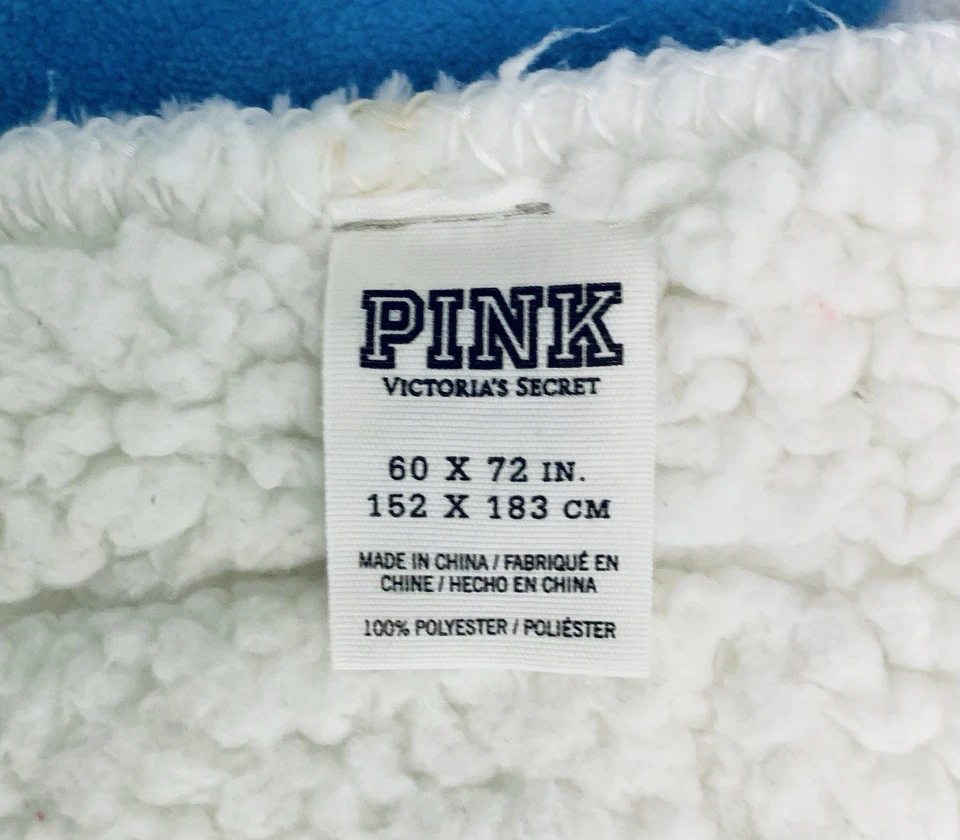 PINK
VICTORIA'S SECRET
60 X 72 IN.
152 X 183 CM
MADE IN CHINA / FABRIQUÉ EN
CHINE / HECHO EN CHINA
100% POLYESTER / POLIÉSTER